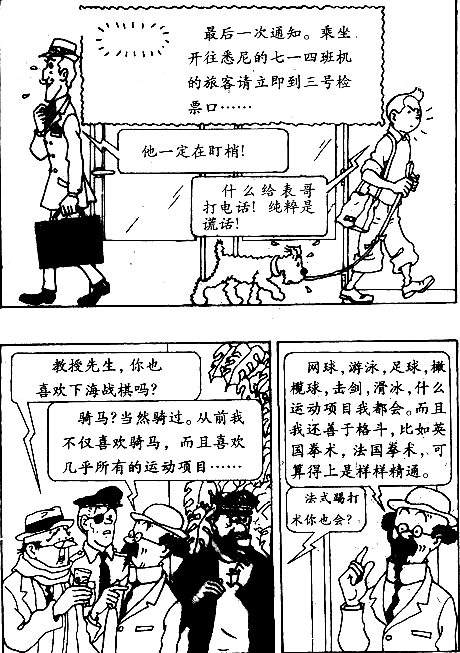 最后一次通知。乘坐
开往悉尼的七一四班机
的旅客请立即到三号检
票口……
他一定在盯梢!
什么给表哥
打电话! 纯粹是
谎话!
教授先生,你也
喜欢下海战棋吗?
骑马?当然骑过。从前我
不仅喜欢骑马,而且喜欢
几乎所有的运动项目……
网球,游泳,足球,橄
榄球,击剑,滑冰,什么
运动项目我都会。而且
我还善于格斗,比如英
国拳术,法国拳术,可
算得上是样样精通。
法式踢打
术你也会?